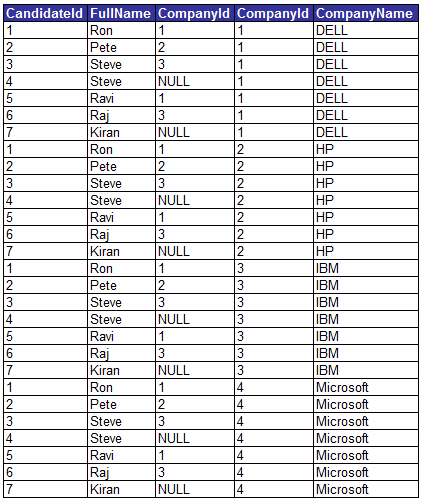 CandidateId FullName CompanyId CompanyId CompanyName
1 Ron 1 1 DELL
2 Pete 2 1 DELL
3 Steve 3 1 DELL
4 Steve NULL 1 DELL
5 Ravi 1 1 DELL
6 Raj 3 1 DELL
7 Kiran NULL 1 DELL
1 Ron 1 2 HP
2 Pete 2 2 HP
3 Steve 3 2 HP
4 Steve NULL 2 HP
5 Ravi 1 2 HP
6 Raj 3 2 HP
7 Kiran NULL 2 HP
1 Ron 1 3 IBM
2 Pete 2 3 IBM
3 Steve 3 3 IBM
4 Steve NULL 3 IBM
5 Ravi 1 3 IBM
6 Raj 3 3 IBM
7 Kiran NULL 3 IBM
1 Ron 1 4 Microsoft
2 Pete 2 4 Microsoft
3 Steve 3 4 Microsoft
4 Steve NULL 4 Microsoft
5 Ravi 1 4 Microsoft
6 Raj 3 4 Microsoft
7 Kiran NULL 4 Microsoft